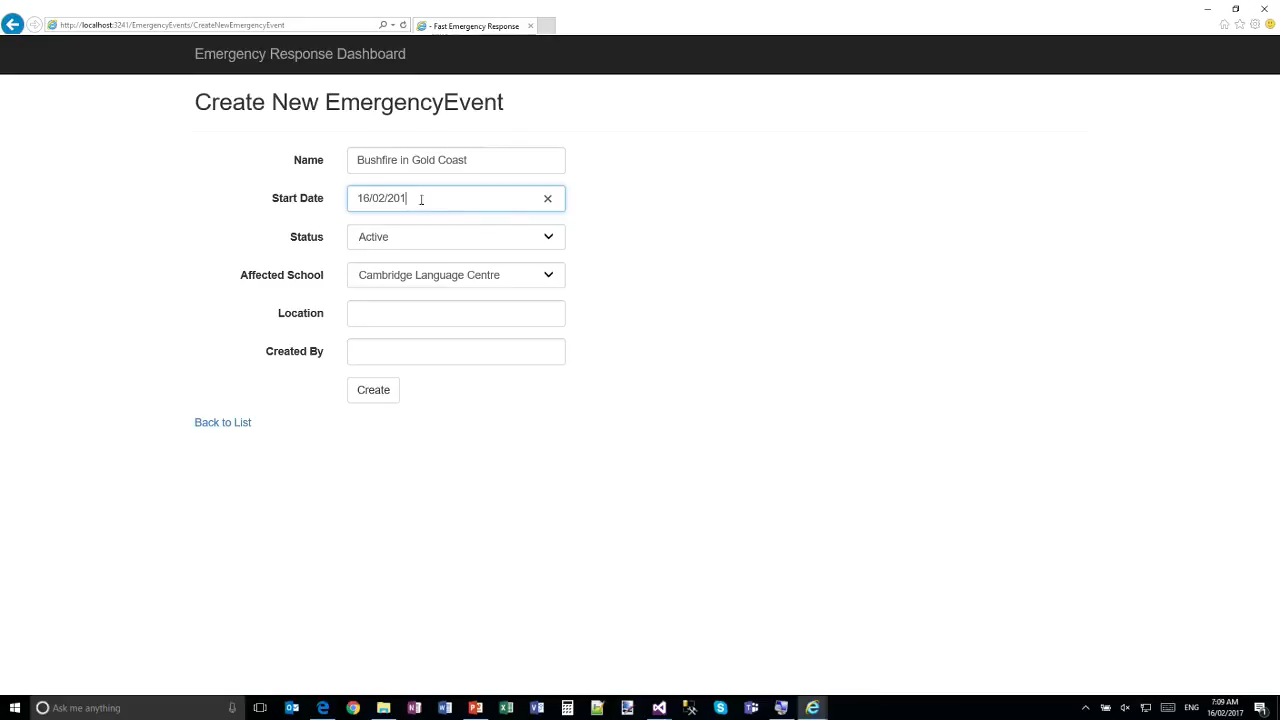 http://localhost:3241/EmergencyEvents/CreateNewEmergencyEvent
- Fast Emergency Response
Emergency Response Dashboard
Create New EmergencyEvent
Name
Bushfire in Gold Coast
Start Date
16/02/201
Status
Active
Affected School
Cambridge Language Centre
Location
Created By
Create
Back to List
Ask me anything
ENG
7:09 AM
16/02/2017